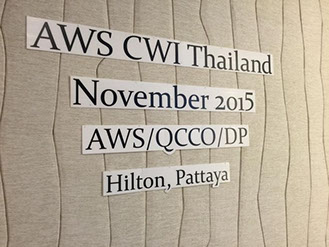 AWS CWI Thailand
November 2015
AWS/QCCO/DP
Hilton, Pattaya